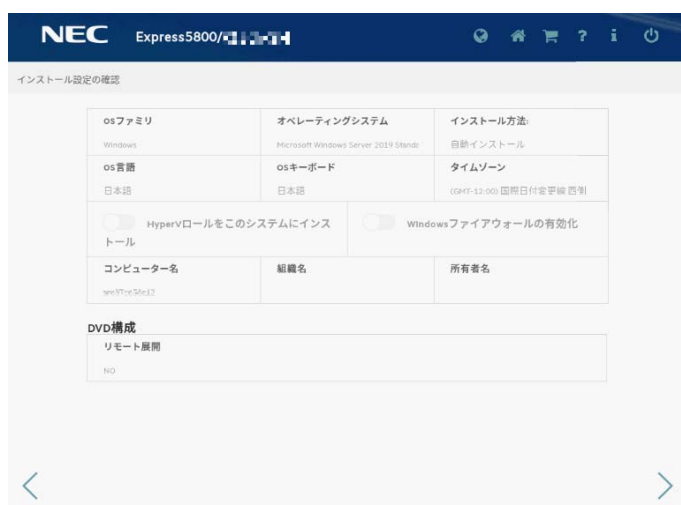 NEC Express5800/
?
i
インストール設定の確認
OSファミリ オペレーティングシステム インストール方法:
Windows Microsoft Windows Server 2019 Standa 自動インストール
OS言語 OSキーボード タイムゾーン
日本語 日本語 (GMT-12:00) 国際日付変更線 西側
HyperVロールをこのシステムにインス
トール
Windowsファイアウォールの有効化
コンピューター名 組織名 所有者名
DVD構成
リモート展開
NO